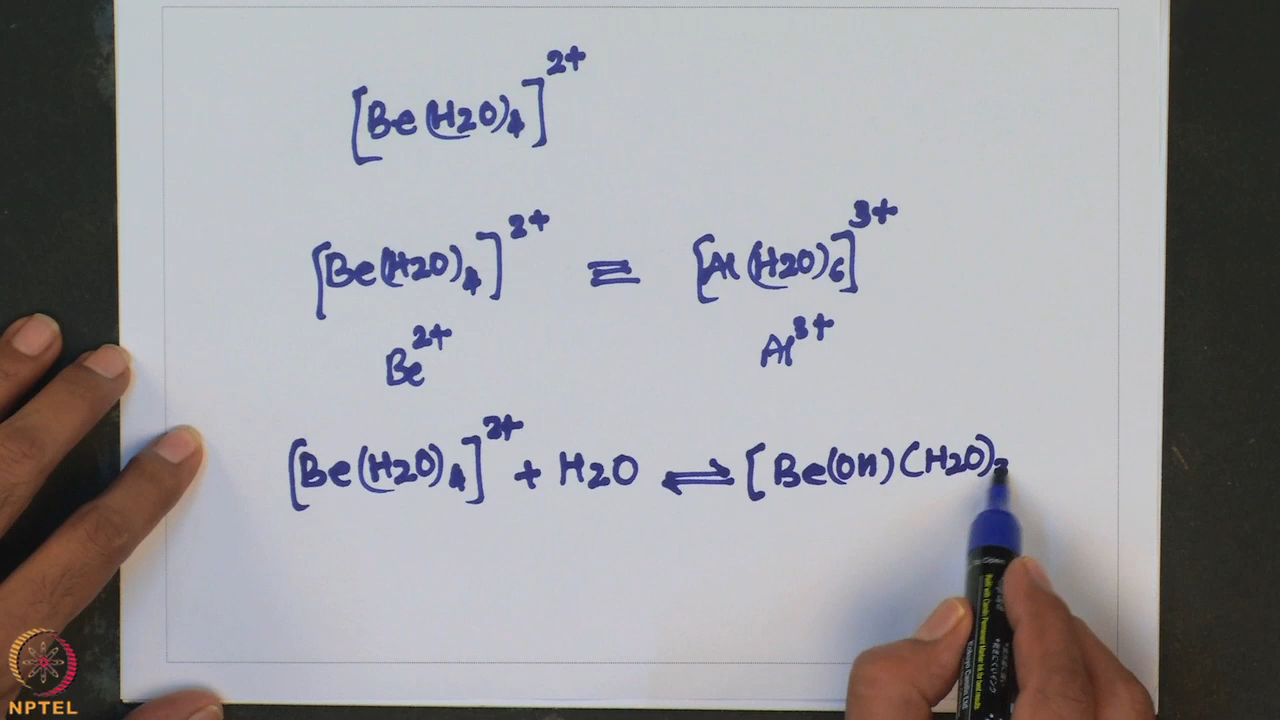 [Be(H2O)4]2+
[Be(H2O)4]2+ ≡ [Al(H2O)6]3+
Be2+ Al3+
[Be(H2O)4]2+ + H2O ⇌ [Be(OH)(H2O)3
NPTEL